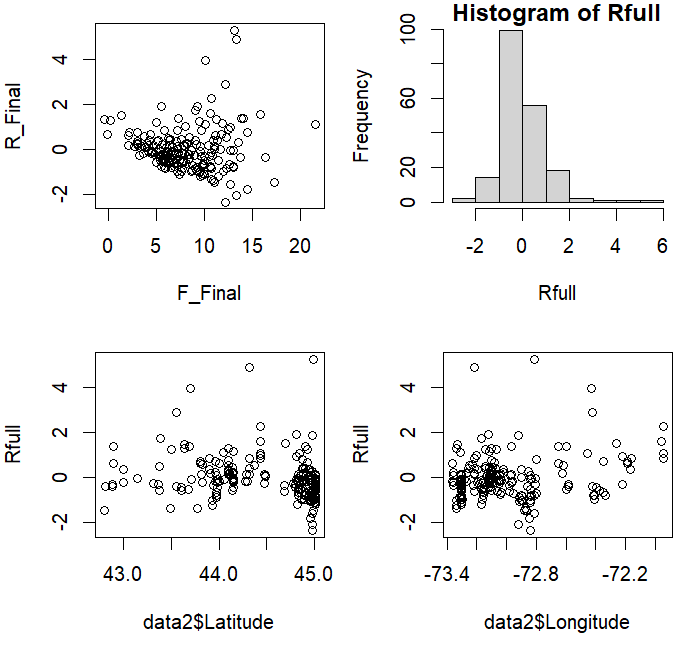 R_Final
4
2
0
-2
0 5 10 15 20
F_Final
Histogram of Rfull
Frequency
100
60
20
0
-2 0 2 4 6
Rfull
Rfull
4
2
0
-2
43.0 44.0 45.0
data2$Latitude
Rfull
4
2
0
-2
-73.4 -72.8 -72.2
data2$Longitude